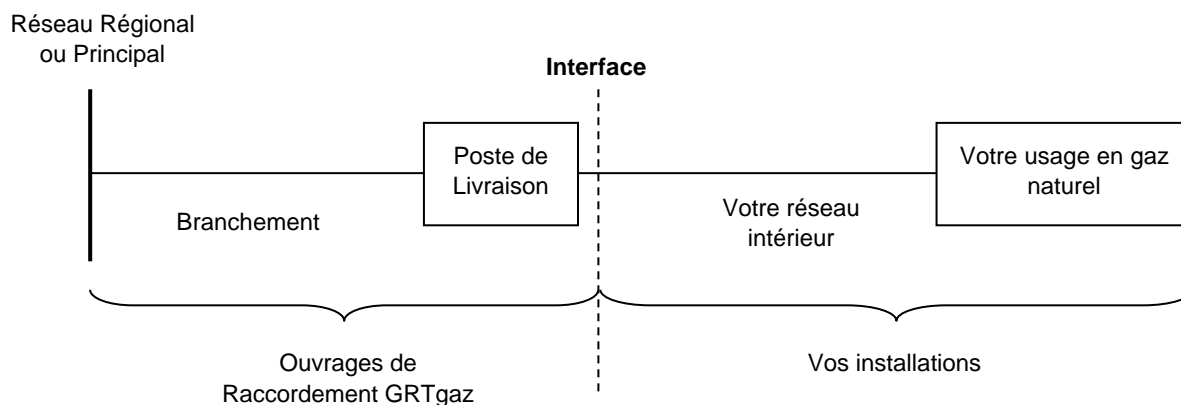 Réseau Régional
ou Principal
Interface
Poste de
Livraison
Votre usage en gaz
naturel
Branchement
Votre réseau
intérieur
Ouvrages de
Raccordement GRTgaz
Vos installations